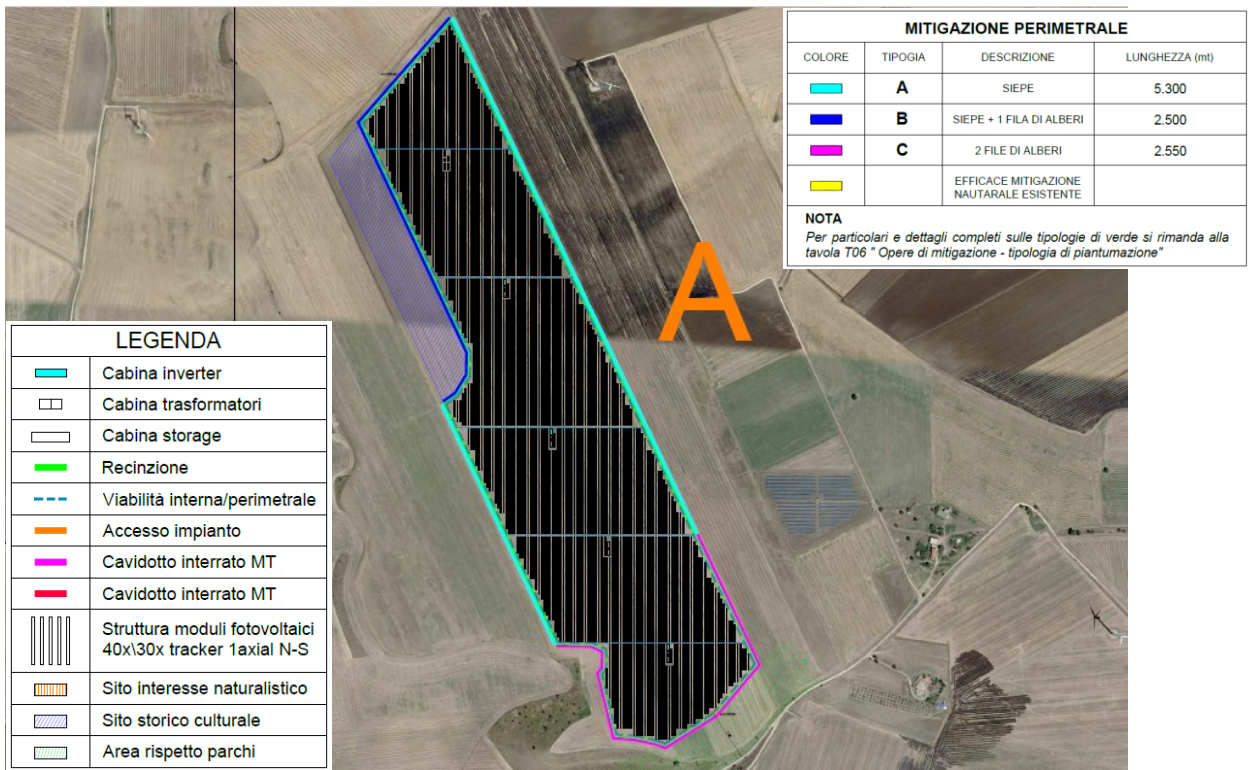 MITIGAZIONE PERIMETRALE
COLORE TIPOGIA DESCRIZIONE LUNGHEZZA (mt)
A SIEPE 5.300
B SIEPE + 1 FILA DI ALBERI 2.500
C 2 FILE DI ALBERI 2.550
EFFICACE MITIGAZIONE
NAUTARALE ESISTENTE
NOTA
Per particolari e dettagli completi sulle tipologie di verde si rimanda alla
tavola T06 " Opere di mitigazione - tipologia di piantumazione"
A
LEGENDA
Cabina inverter
Cabina trasformatori
Cabina storage
Recinzione
Viabilità interna/perimetrale
Accesso impianto
Cavidotto interrato MT
Cavidotto interrato MT
Struttura moduli fotovoltaici
40x\30x tracker 1axial N-S
Sito interesse naturalistico
Sito storico culturale
Area rispetto parchi